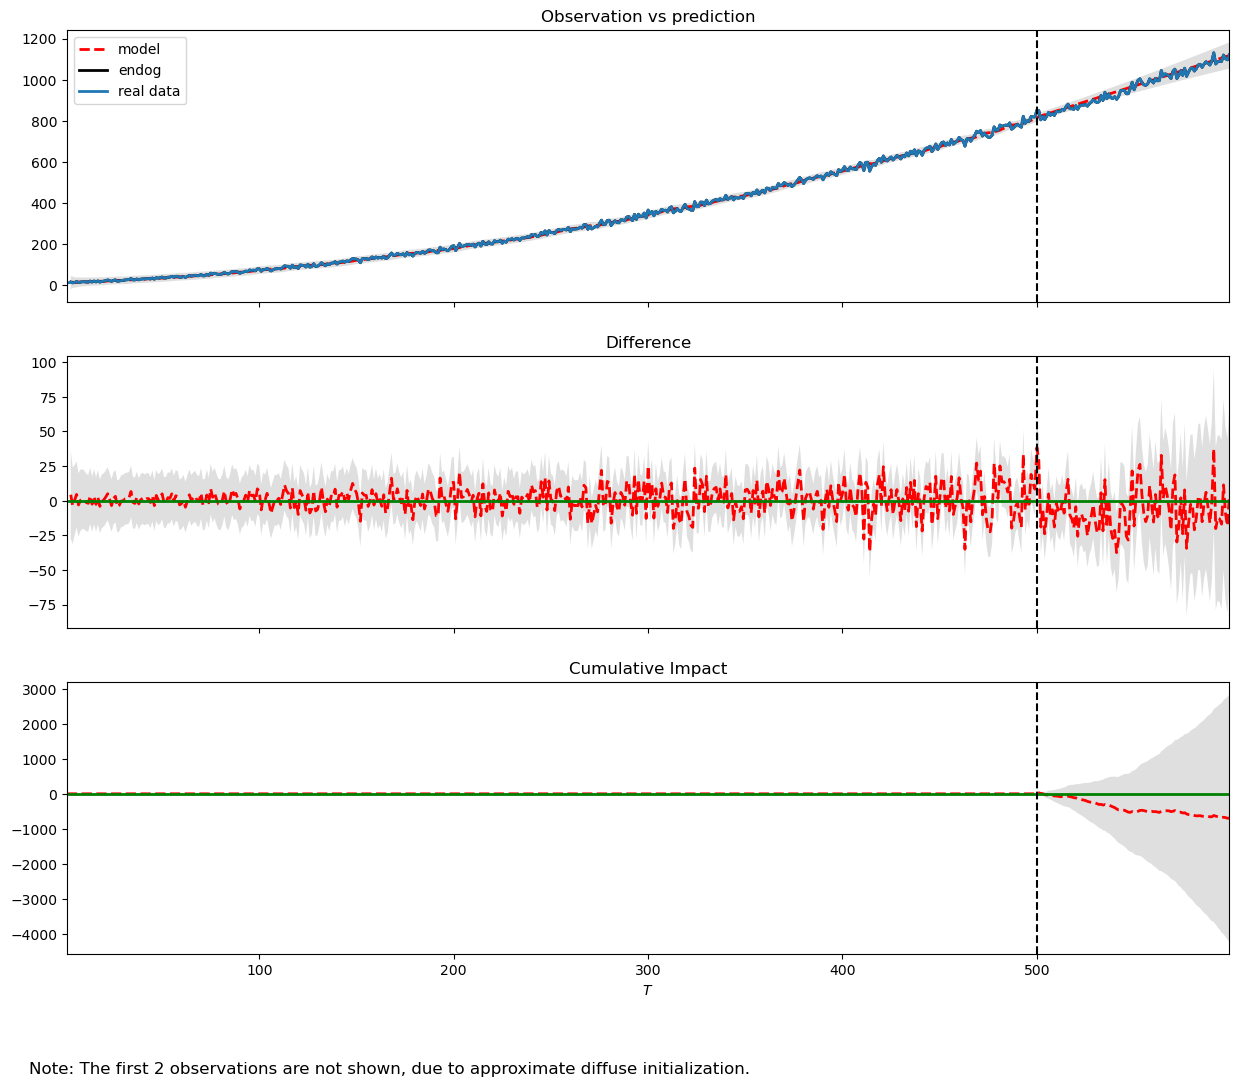 Observation vs prediction
1200
1000
800
600
400
200
0
model
endog
real data
Difference
100
75
50
25
0
−25
−50
−75
Cumulative Impact
3000
2000
1000
0
−1000
−2000
−3000
−4000
100 200 300 400 500
T
Note: The first 2 observations are not shown, due to approximate diffuse initialization.